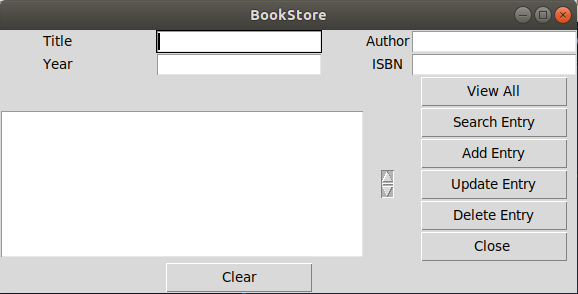 BookStore
Title Author
Year ISBN
View All
Search Entry
Add Entry
Update Entry
Delete Entry
Close
Clear